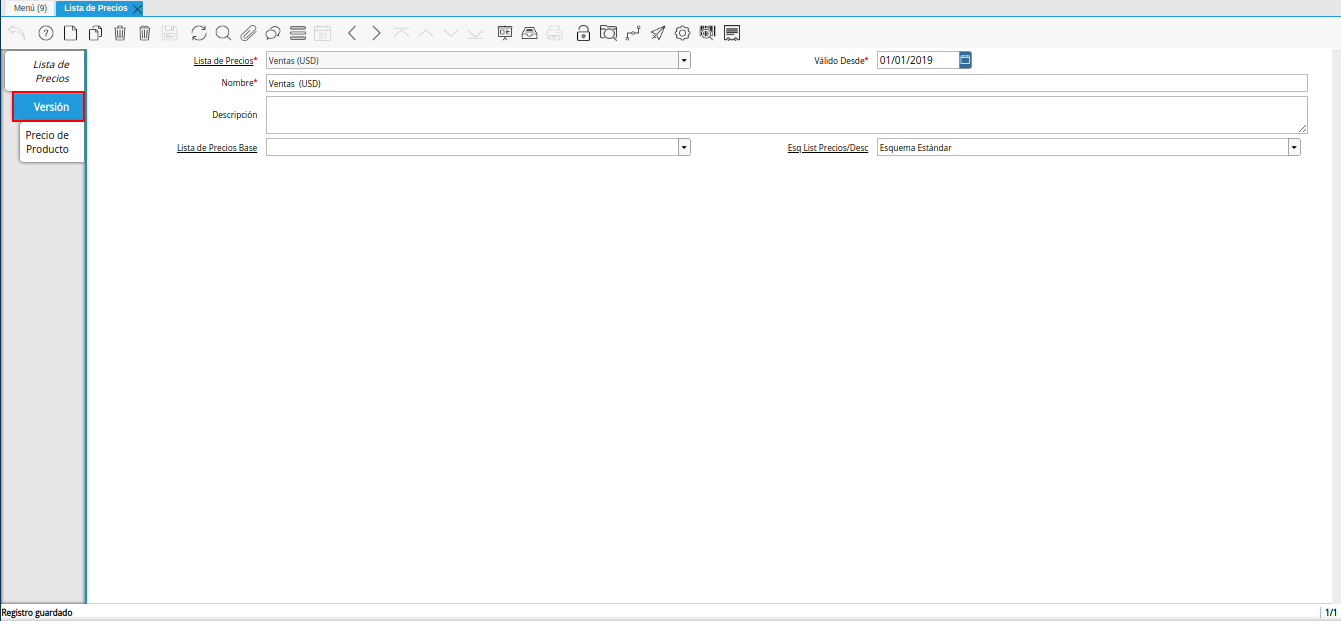 Menú (9) Lista de Precios
31
Lista de Precios
Versión
Precio de Producto
Lista de Precios* Ventas (USD) Válido Desde* 01/01/2019
Nombre* Ventas (USD)
Descripción
Lista de Precios Base Esq List Precios/Desc Esquema Estándar
Registro guardado 1/1